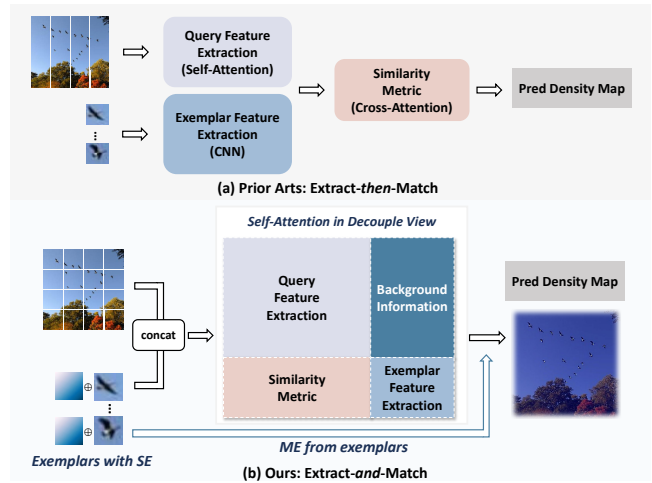 Query Feature
Extraction
(Self-Attention)
Exemplar Feature
Extraction
(CNN)
Similarity
Metric
(Cross-Attention)
Pred Density Map
(a) Prior Arts: Extract-then-Match
Self-Attention in Decouple View
concat
Query
Feature
Extraction
Background
Information
Similarity
Metric
Exemplar
Feature
Extraction
Pred Density Map
Exemplars with SE
ME from exemplars
(b) Ours: Extract-and-Match